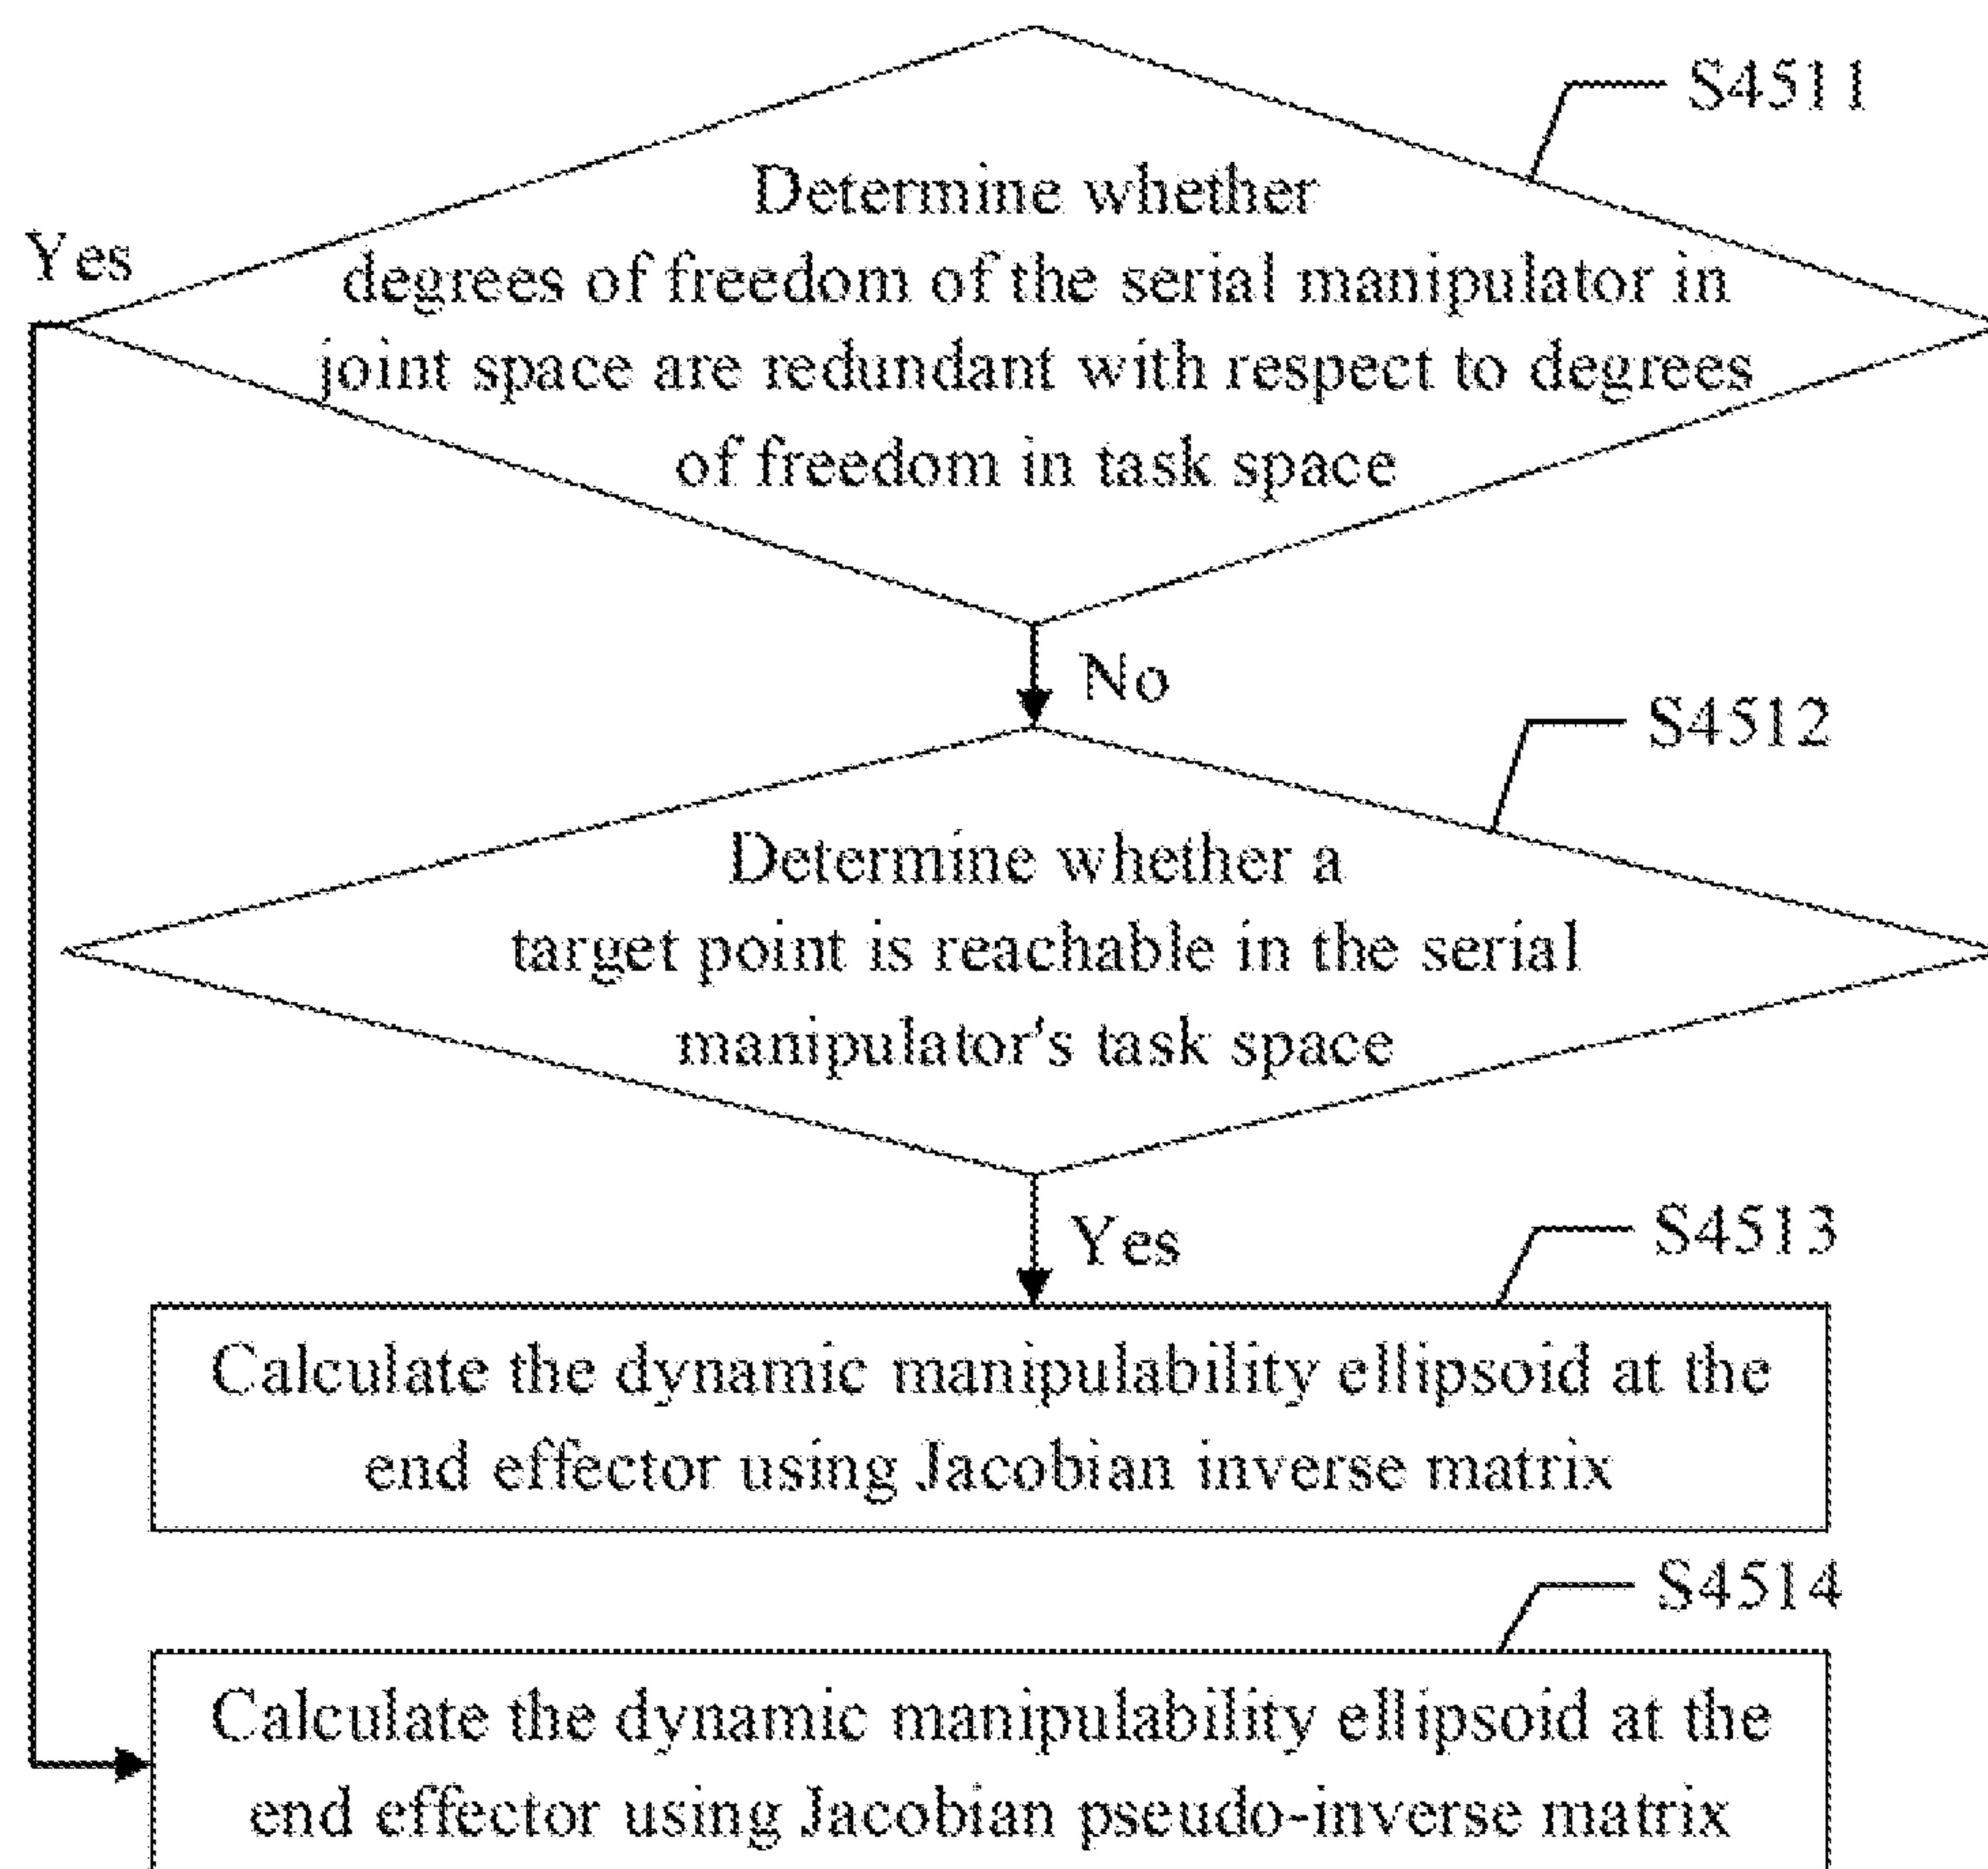 S4511
Determine whether
Yes
degrees of freedom of the serial manipulator in
joint space are redundant with respect to degrees
of freedom in task space
No
S4512
Determine whether a
target point is reachable in the serial
manipulator's task space
Yes
S4513
Calculate the dynamic manipulability ellipsoid at the
end effector using Jacobian inverse matrix
S4514
Calculate the dynamic manipulability ellipsoid at the
end effector using Jacobian pseudo-inverse matrix